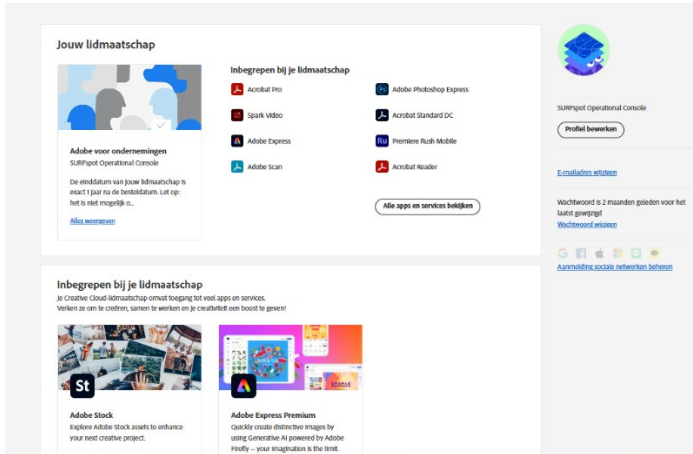 Jouw lidmaatschap
Adobe voor ondernemingen
SURFspot Operational Console
De einddatum van jouw lidmaatschap is
exact 1 jaar na de besteldatum. Let op:
het is niet mogelijk o...
Alles weergeven
Inbegrepen bij je lidmaatschap
Acrobat Pro
Adobe Photoshop Express
Spark Video
Acrobat Standard DC
Adobe Express
Ru
Premiere Rush Mobile
Adobe Scan
Acrobat Reader
Alle apps en services bekijken
SURFspot Operational Console
Profiel bewerken
E-mailadres wijzigen
Wachtwoord is 2 maanden geleden voor het
laatst gewijzigd
Wachtwoord wijzigen
Aanmelding sociale netwerken beheren
Inbegrepen bij je lidmaatschap
Je Creative Cloud-lidmaatschap omvat toegang tot veel apps en services.
Verken ze om te creëren, samen te werken en je creativiteit een boost te geven!
St
Adobe Stock
Explore Adobe Stock assets to enhance
your next creative project.
Adobe Express Premium
Quickly create distinctive images by
using Generative AI powered by Adobe
Firefly – your imagination is the limit.